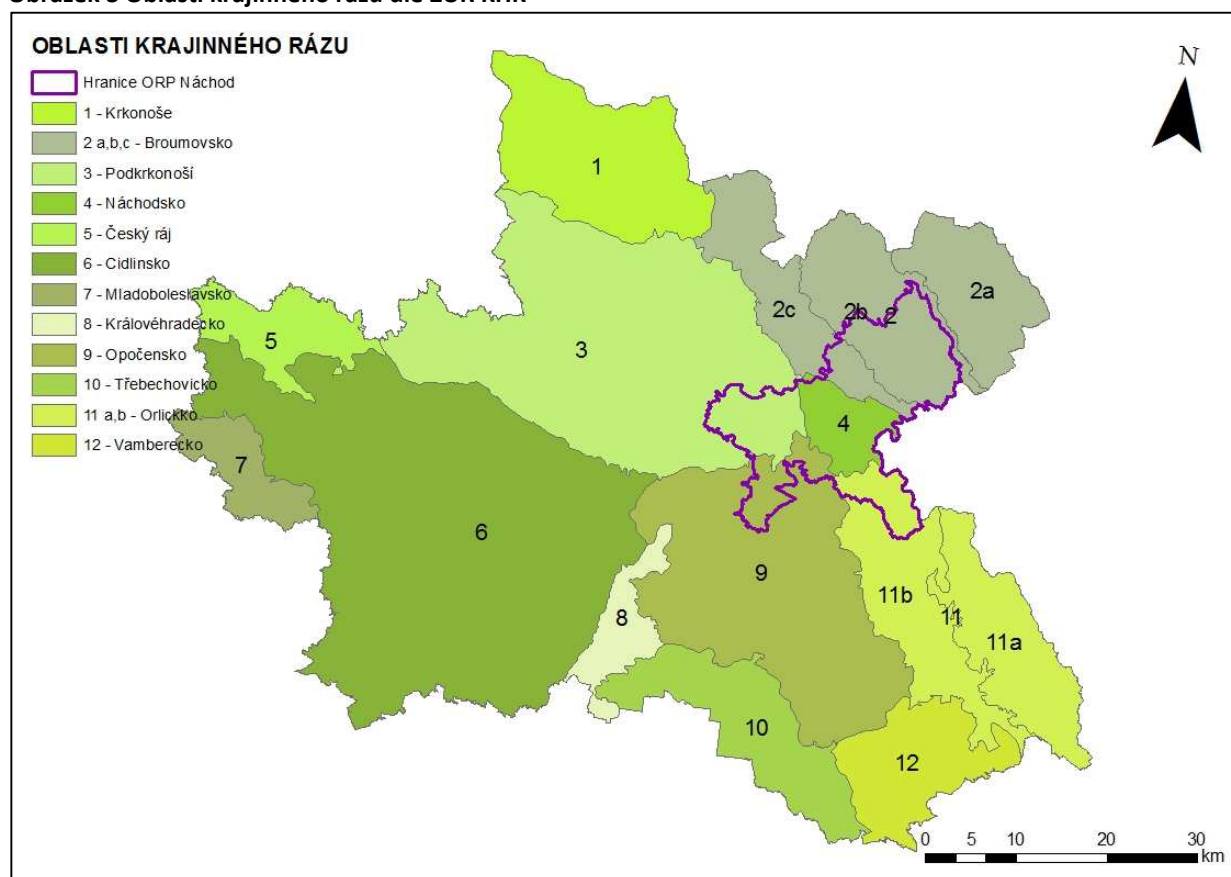 OBLASTI KRAJINNÉHO RÁZU
Hranice ORP Náchod
1 - Krkonoše
2 a,b,c - Broumovsko
3 - Podkrkonoší
4 - Náchodsko
5 - Český ráj
6 - Cidlinsko
7 - Mladoboleslavsko
8 - Královéhradecko
9 - Opočensko
10 - Třebechovicko
11 a,b - Orlicko
12 - Vamberecko
N
1
2c
2b
2
2a
3
4
5
6
7
8
9
10
11b
11
11a
12
0 5 10 20 30
km